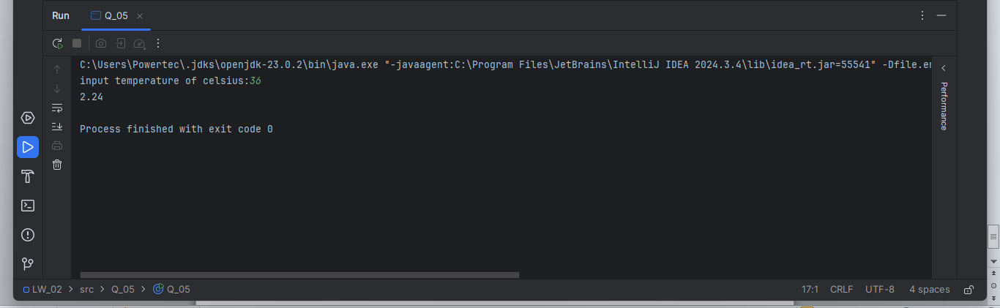 Run Q_05
C:\Users\Powertec\.jdks\openjdk-23.0.2\bin\java.exe "-javaagent:C:\Program Files\JetBrains\IntelliJ IDEA 2024.3.4\lib\idea_rt.jar=55541" -Dfile.en
input temperature of celsius:36
2.24
Process finished with exit code 0
Performance
LW_02 > src > Q_05 > Q_05 17:1 CRLF UTF-8 4 spaces